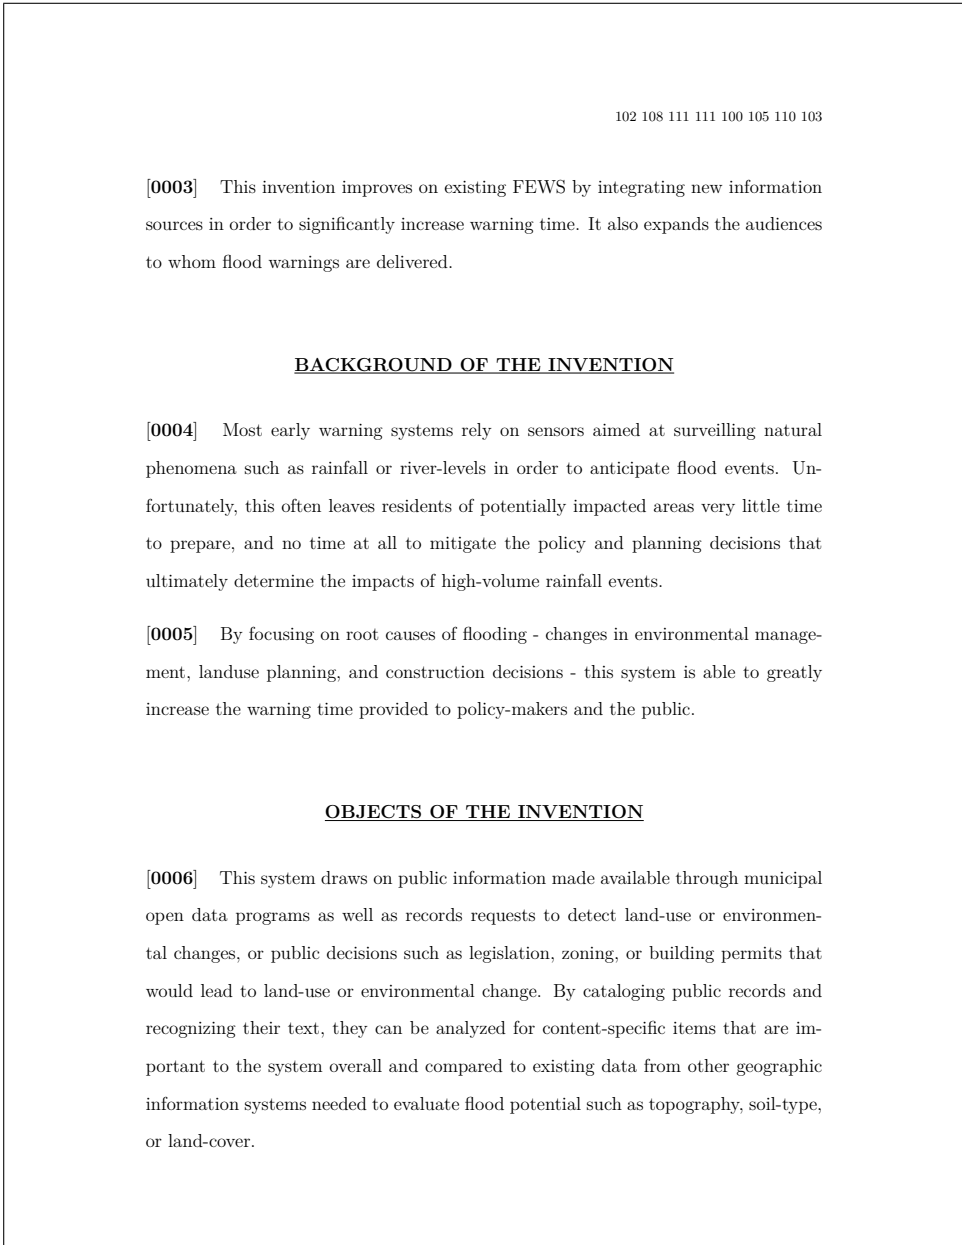 102 108 111 111 100 105 110 103
[0003] This invention improves on existing FEWS by integrating new information
sources in order to significantly increase warning time. It also expands the audiences
to whom flood warnings are delivered.
BACKGROUND OF THE INVENTION
[0004] Most early warning systems rely on sensors aimed at surveilling natural
phenomena such as rainfall or river-levels in order to anticipate flood events. Un-
fortunately, this often leaves residents of potentially impacted areas very little time
to prepare, and no time at all to mitigate the policy and planning decisions that
ultimately determine the impacts of high-volume rainfall events.
[0005] By focusing on root causes of flooding - changes in environmental manage-
ment, landuse planning, and construction decisions - this system is able to greatly
increase the warning time provided to policy-makers and the public.
OBJECTS OF THE INVENTION
[0006] This system draws on public information made available through municipal
open data programs as well as records requests to detect land-use or environmen-
tal changes, or public decisions such as legislation, zoning, or building permits that
would lead to land-use or environmental change. By cataloging public records and
recognizing their text, they can be analyzed for content-specific items that are im-
portant to the system overall and compared to existing data from other geographic
information systems needed to evaluate flood potential such as topography, soil-type,
or land-cover.